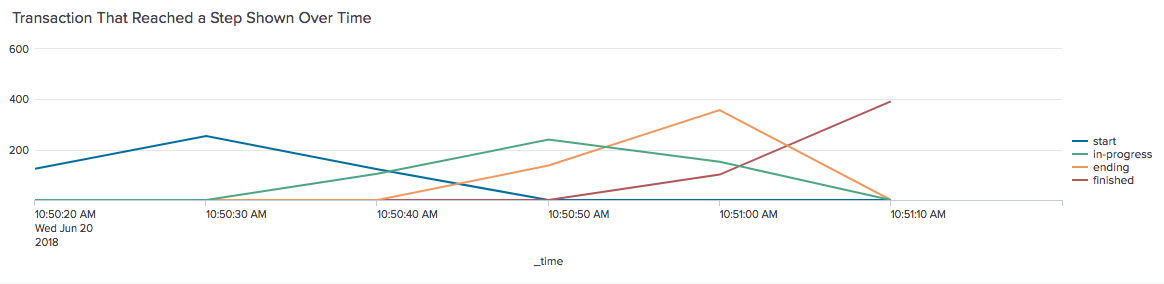 Transaction That Reached a Step Shown Over Time
600
400
200
start
in-progress
ending
finished
10:50:20 AM
Wed Jun 20
2018
10:50:30 AM
10:50:40 AM
10:50:50 AM
10:51:00 AM
10:51:10 AM
_time